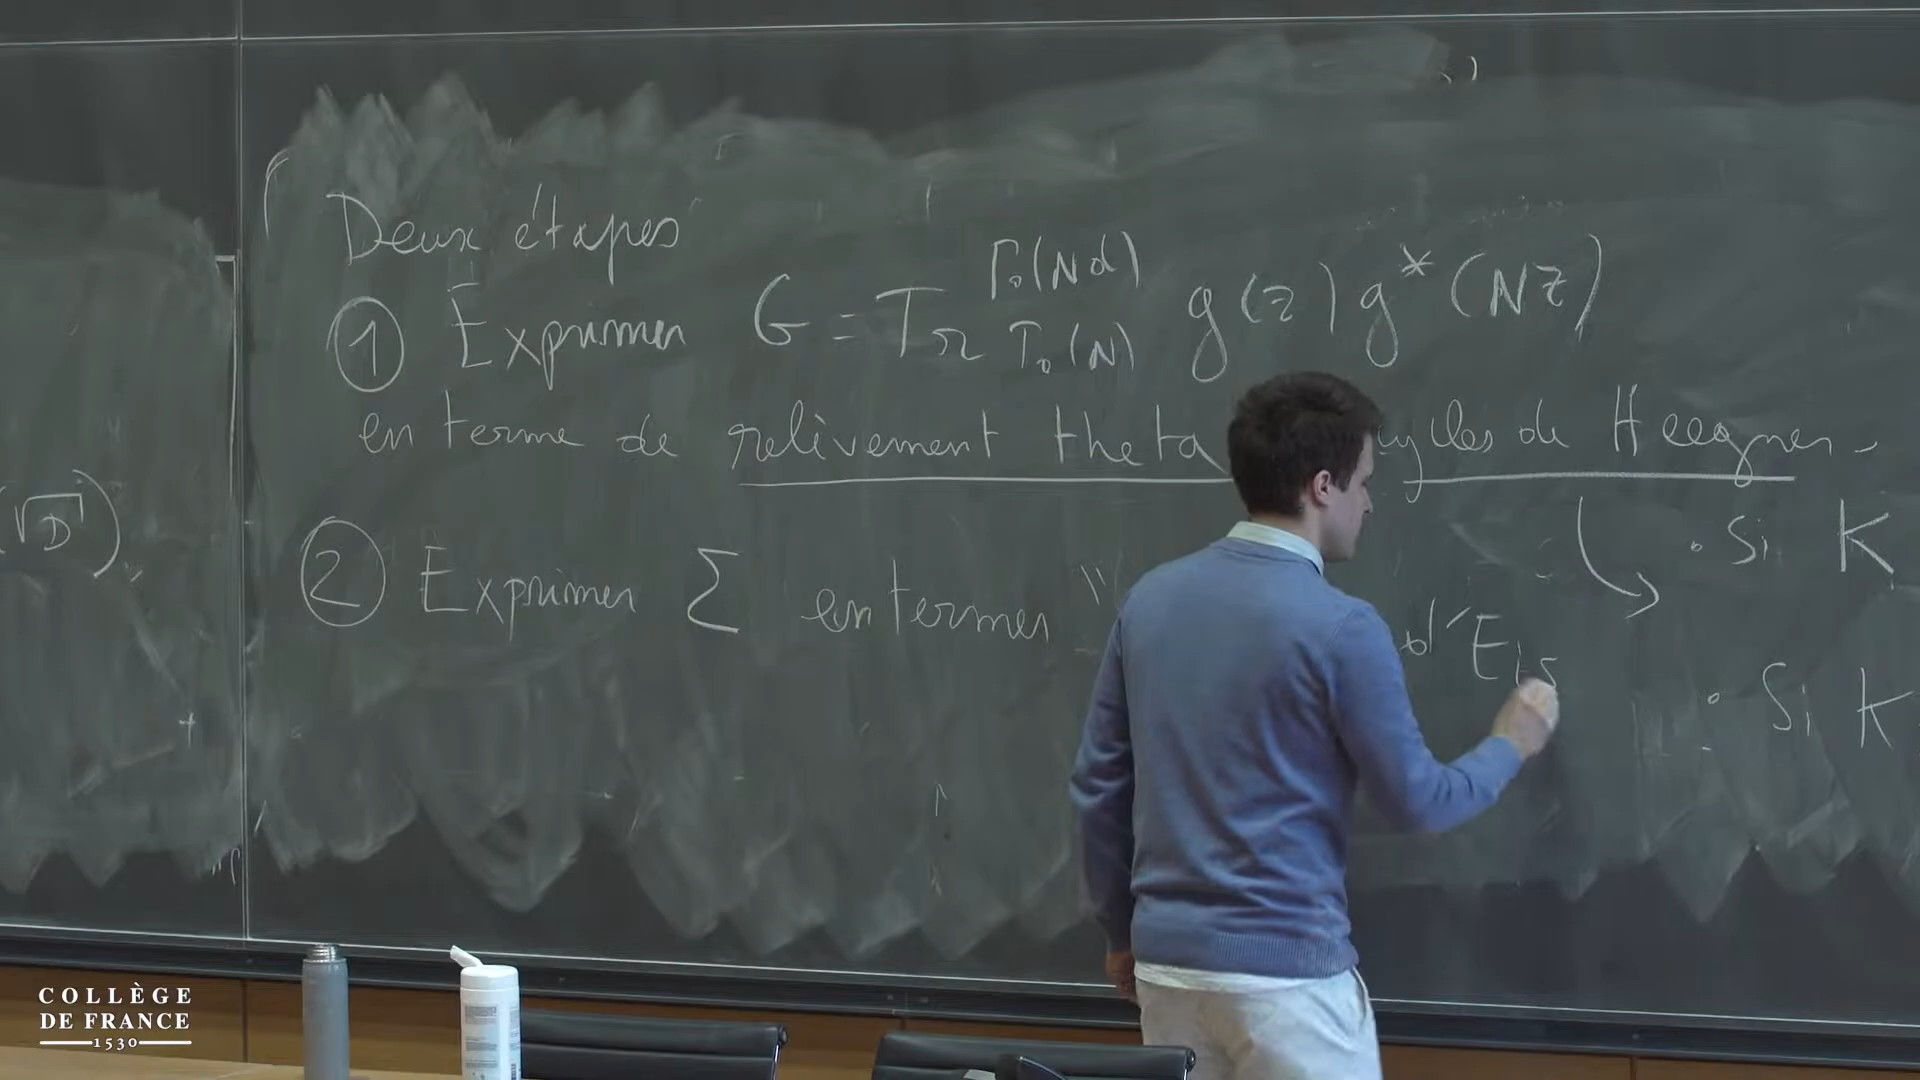 Deux étapes
① Exprimer G = Tr Γ₀(Nd) Γ₀(N) g(z) g*(Nz)
en terme de relèvement theta cycles de Heegner.
(√D)
• Si K
② Exprimer Σ en termes " d'Eis
• Si K
COLLÈGE
DE FRANCE
1530